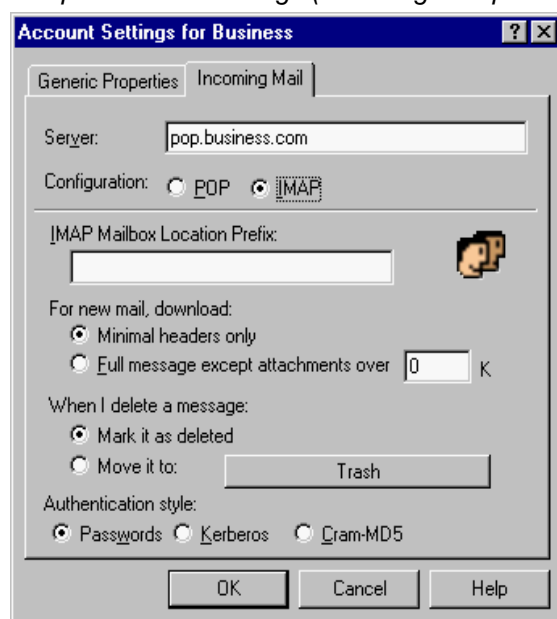 Account Settings for Business
Generic Properties Incoming Mail
Server: pop.business.com
Configuration: POP IMAP
IMAP Mailbox Location Prefix:
For new mail, download:
Minimal headers only
Full message except attachments over 0 K
When I delete a message:
Mark it as deleted
Move it to: Trash
Authentication style:
Passwords Kerberos Cram-MD5
OK Cancel Help